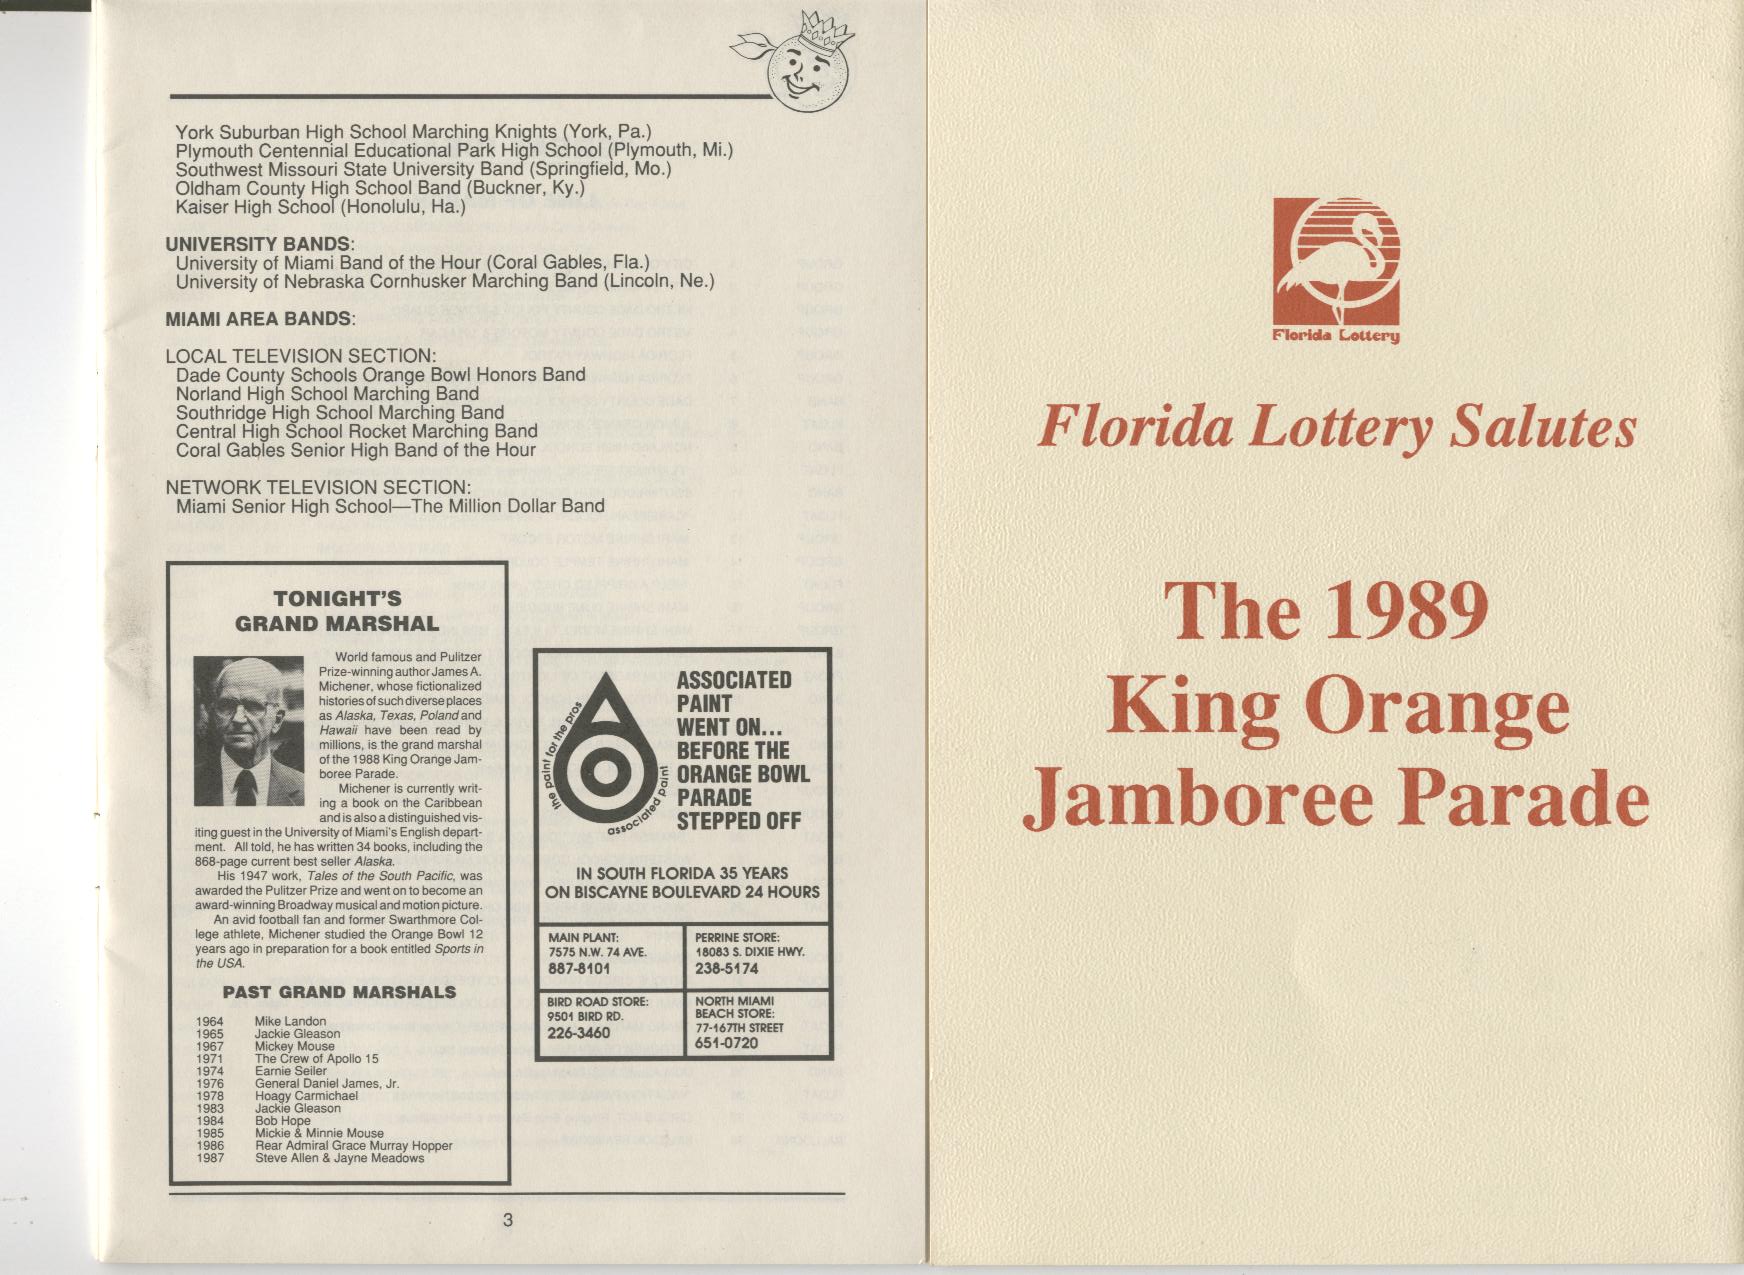 York Suburban High School Marching Knights (York, Pa.)
Plymouth Centennial Educational Park High School (Plymouth, Mi.)
Southwest Missouri State University Band (Springfield, Mo.)
Oldham County High School Band (Buckner, Ky.)
Kaiser High School (Honolulu, Ha.)
UNIVERSITY BANDS:
University of Miami Band of the Hour (Coral Gables, Fla.)
University of Nebraska Cornhusker Marching Band (Lincoln, Ne.)
MIAMI AREA BANDS:
LOCAL TELEVISION SECTION:
Dade County Schools Orange Bowl Honors Band
Norland High School Marching Band
Southridge High School Marching Band
Central High School Rocket Marching Band
Coral Gables Senior High Band of the Hour
NETWORK TELEVISION SECTION:
Miami Senior High School—The Million Dollar Band
TONIGHT'S
GRAND MARSHAL
World famous and Pulitzer
Prize-winning author James A.
Michener, whose fictionalized
histories of such diverse places
as Alaska, Texas, Poland and
Hawaii have been read by
millions, is the grand marshal
of the 1988 King Orange Jam-
boree Parade.
Michener is currently writ-
ing a book on the Caribbean
and is also a distinguished vis-
iting guest in the University of Miami's English depart-
ment. All told, he has written 34 books, including the
868-page current best seller Alaska.
His 1947 work, Tales of the South Pacific, was
awarded the Pulitzer Prize and went on to become an
award-winning Broadway musical and motion picture.
An avid football fan and former Swarthmore Col-
lege athlete, Michener studied the Orange Bowl 12
years ago in preparation for a book entitled Sports in
the USA.
PAST GRAND MARSHALS
1964 Mike Landon
1965 Jackie Gleason
1967 Mickey Mouse
1971 The Crew of Apollo 15
1974 Earnie Seiler
1976 General Daniel James, Jr.
1978 Hoagy Carmichael
1983 Jackie Gleason
1984 Bob Hope
1985 Mickie & Minnie Mouse
1986 Rear Admiral Grace Murray Hopper
1987 Steve Allen & Jayne Meadows
the paint for the pros
associated paint
ASSOCIATED
PAINT
WENT ON...
BEFORE THE
ORANGE BOWL
PARADE
STEPPED OFF
IN SOUTH FLORIDA 35 YEARS
ON BISCAYNE BOULEVARD 24 HOURS
MAIN PLANT:
7575 N.W. 74 AVE.
887-8101
PERRINE STORE:
18083 S. DIXIE HWY.
238-5174
BIRD ROAD STORE:
9501 BIRD RD.
226-3460
NORTH MIAMI
BEACH STORE:
77-167TH STREET
651-0720
3
Florida Lottery
Florida Lottery Salutes
The 1989
King Orange
Jamboree Parade